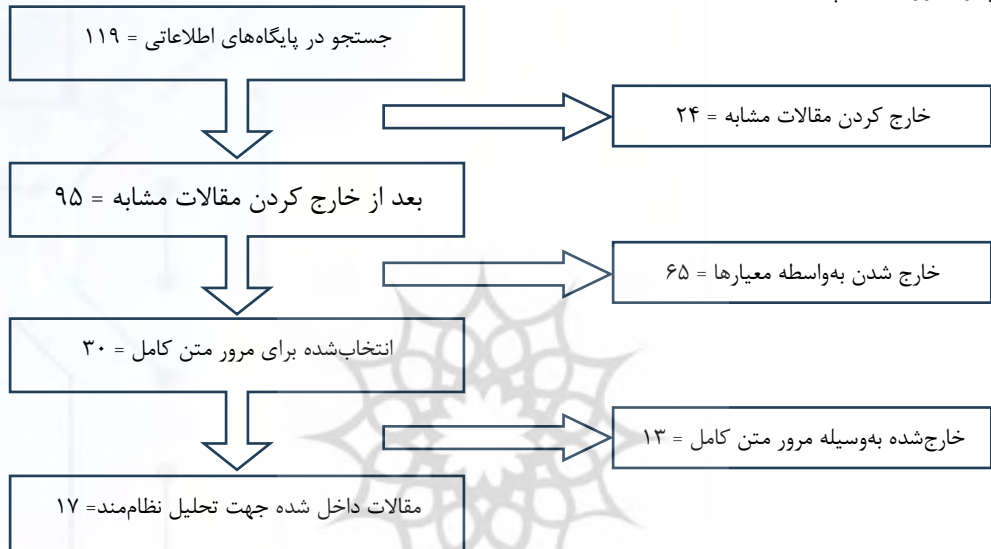 جستجو در پایگاه‌های اطلاعاتی = ۱۱۹
خارج کردن مقالات مشابه = ۲۴
بعد از خارج کردن مقالات مشابه = ۹۵
خارج شدن به‌واسطه معیارها = ۶۵
انتخاب‌شده برای مرور متن کامل = ۳۰
خارج‌شده به‌وسیله مرور متن کامل = ۱۳
مقالات داخل شده جهت تحلیل نظام‌مند= ۱۷